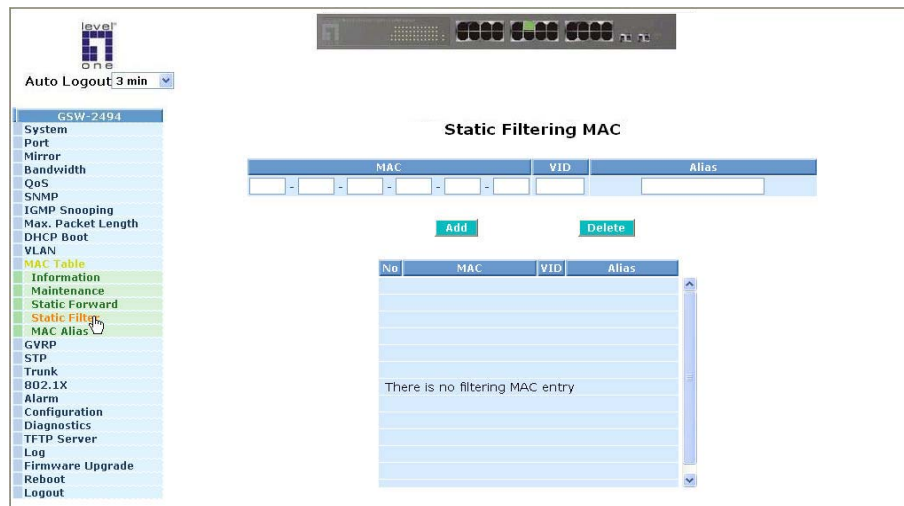 level
one
Auto Logout 3 min
GSW-2494
System
Port
Mirror
Bandwidth
QoS
SNMP
IGMP Snooping
Max. Packet Length
DHCP Boot
VLAN
MAC Table
Information
Maintenance
Static Forward
Static Filter
MAC Alias
GVRP
STP
Trunk
802.1X
Alarm
Configuration
Diagnostics
TFTP Server
Log
Firmware Upgrade
Reboot
Logout
Static Filtering MAC
MAC VID Alias
- - - - -
Add Delete
No MAC VID Alias
There is no filtering MAC entry